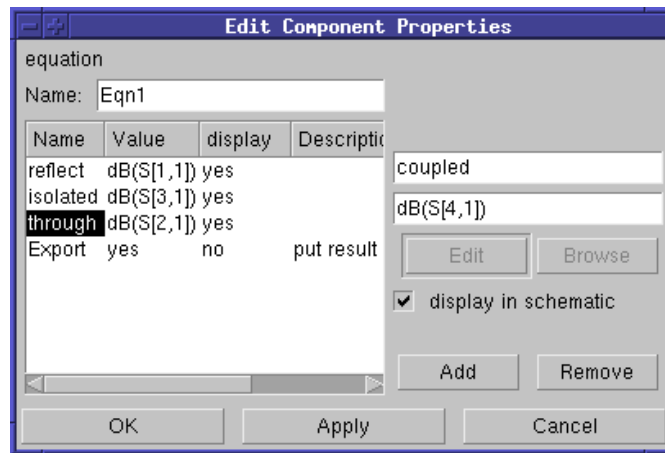 Edit Component Properties
equation
Name: Eqn1
Name Value display Descriptic
reflect dB(S[1,1]) yes
isolated dB(S[3,1]) yes
through dB(S[2,1]) yes
Export yes no put result
coupled
dB(S[4,1])
Edit Browse
display in schematic
Add Remove
OK Apply Cancel